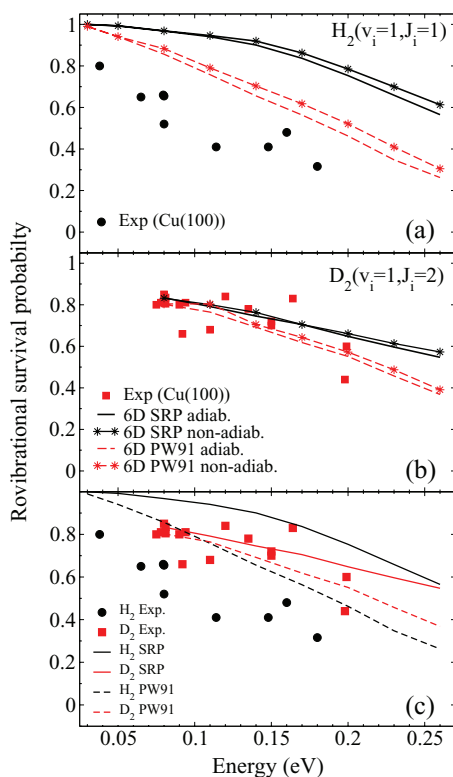 H2(vi=1,Ji=1)
1
0.8
0.6
0.4
0.2
0
Exp (Cu(100))
(a)
D2(vi=1,Ji=2)
1
0.8
0.6
0.4
0.2
0
Exp (Cu(100))
6D SRP adiab.
6D SRP non-adiab.
6D PW91 adiab.
6D PW91 non-adiab.
(b)
Rovibrational survival probabilty
0.8
0.6
0.4
0.2
0
H2 Exp.
D2 Exp.
H2 SRP
D2 SRP
H2 PW91
D2 PW91
(c)
0.05 0.1 0.15 0.2 0.25
Energy (eV)